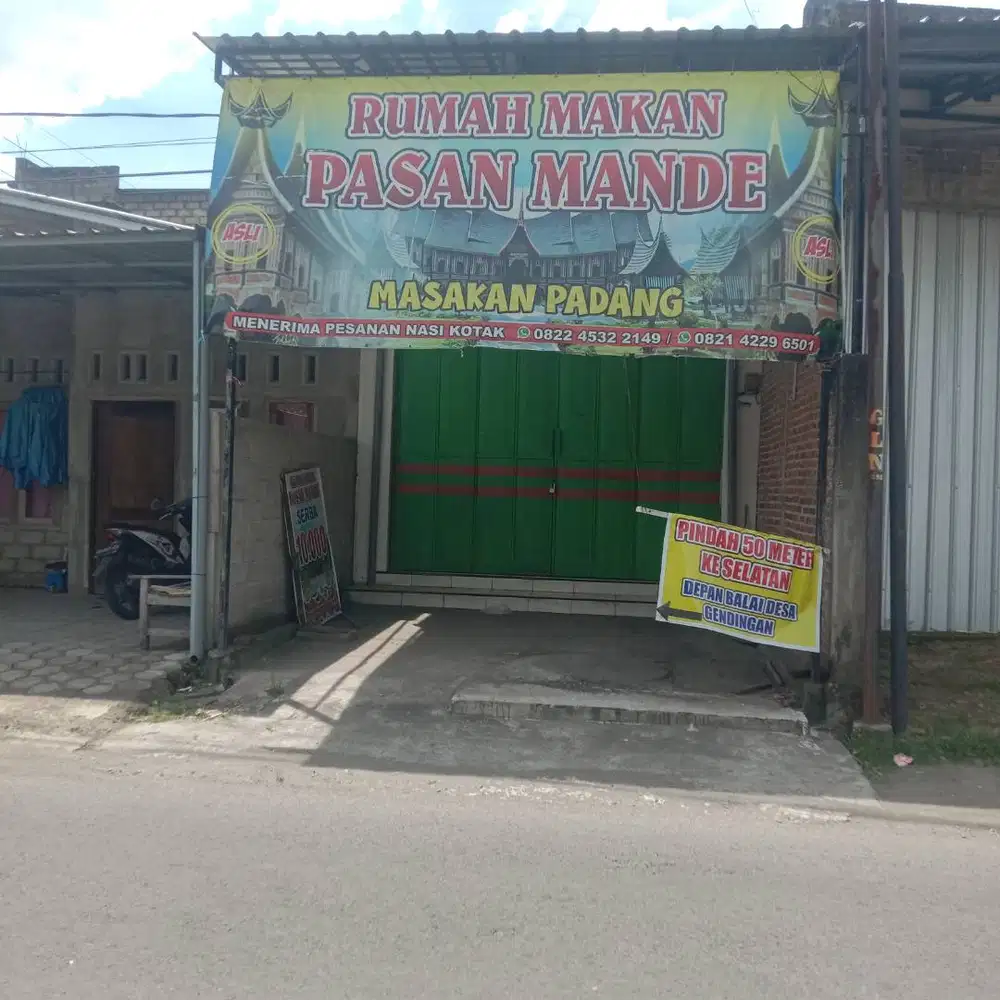 RUMAH MAKAN
PASAN MANDE
ASLI
ASLI
MASAKAN PADANG
MENERIMA PESANAN NASI KOTAK 0822 4532 2149 / 0821 4229 6501
SERBA
10.000
PINDAH 50 METER
KE SELATAN
DEPAN BALAI DESA
GENDINGAN